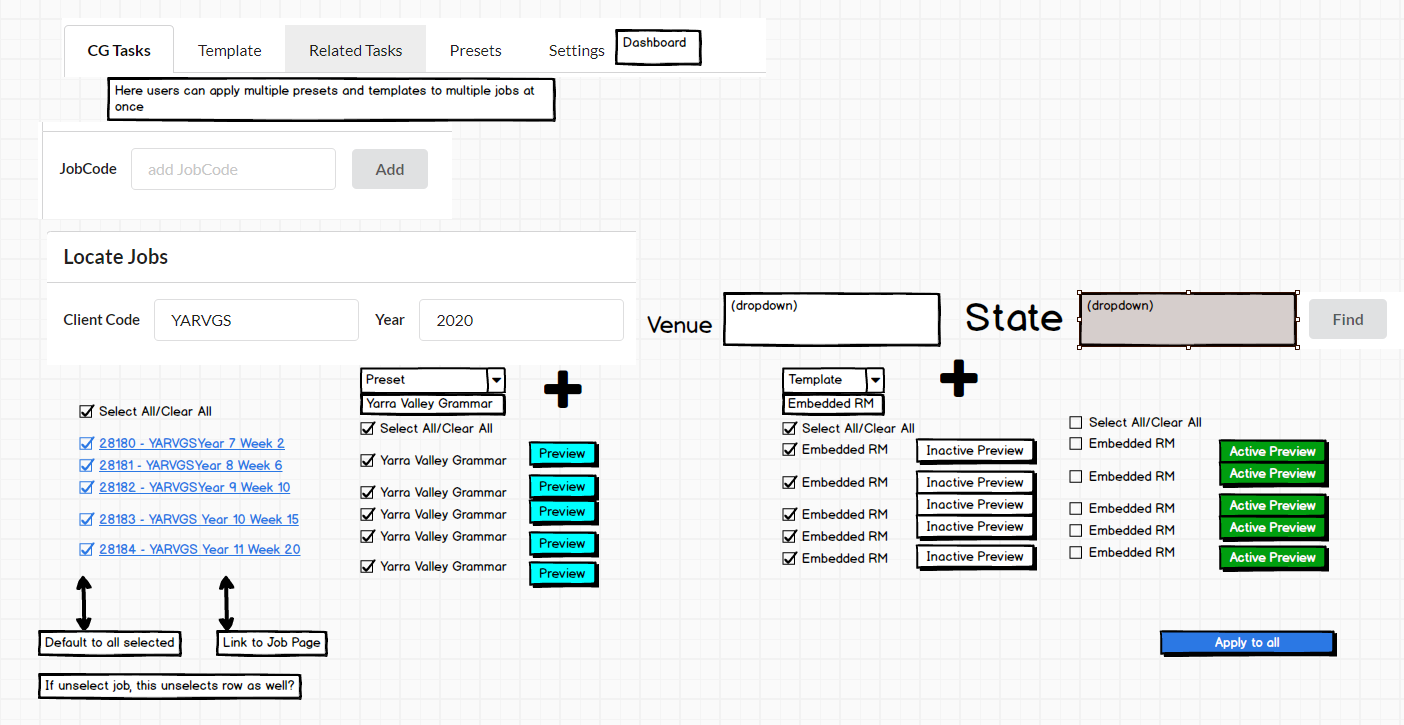 CG Tasks Template Related Tasks Presets Settings Dashboard
Here users can apply multiple presets and templates to multiple jobs at
once
JobCode add JobCode Add
Locate Jobs
Client Code YARVGS Year 2020 Venue (dropdown) State (dropdown) Find
Preset Template
Yarra Valley Grammar Embedded RM
Select All/Clear All Select All/Clear All Select All/Clear All Select All/Clear All
28180 - YARVGSYear 7 Week 2 Yarra Valley Grammar Preview Embedded RM Inactive Preview Embedded RM Active Preview
28181 - YARVGSYear 8 Week 6 Yarra Valley Grammar Preview Embedded RM Inactive Preview Embedded RM Active Preview
28182 - YARVGSYear 9 Week 10 Yarra Valley Grammar Preview Embedded RM Inactive Preview Embedded RM Active Preview
28183 - YARVGS Year 10 Week 15 Yarra Valley Grammar Preview Embedded RM Inactive Preview Embedded RM Active Preview
28184 - YARVGS Year 11 Week 20 Yarra Valley Grammar Preview Embedded RM Inactive Preview Embedded RM Active Preview
Default to all selected Link to Job Page Apply to all
If unselect job, this unselects row as well?